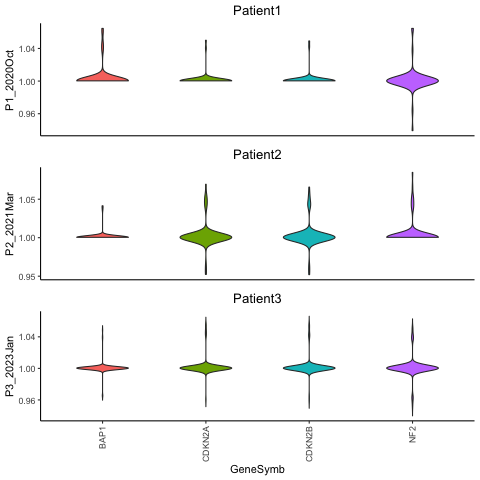 Patient1
P1_2020Oct
1.04
1.00
0.96
Patient2
P2_2021Mar
1.05
1.00
0.95
Patient3
P3_2023Jan
1.04
1.00
0.96
BAP1
CDKN2A
CDKN2B
NF2
GeneSymb